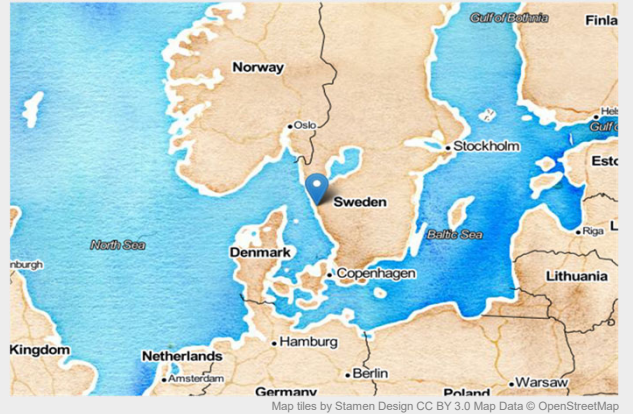 Gulf of Bothnia
Finla
Norway
Oslo
Hels
Gulf o
Stockholm
Esto
Sweden
Baltic Sea
Riga
L
North Sea
Denmark
nburgh
Copenhagen
Lithuania
Hamburg
Kingdom
Netherlands
Amsterdam
Berlin
Warsaw
Germany
Poland
Map tiles by Stamen Design CC BY 3.0 Map Data © OpenStreetMap